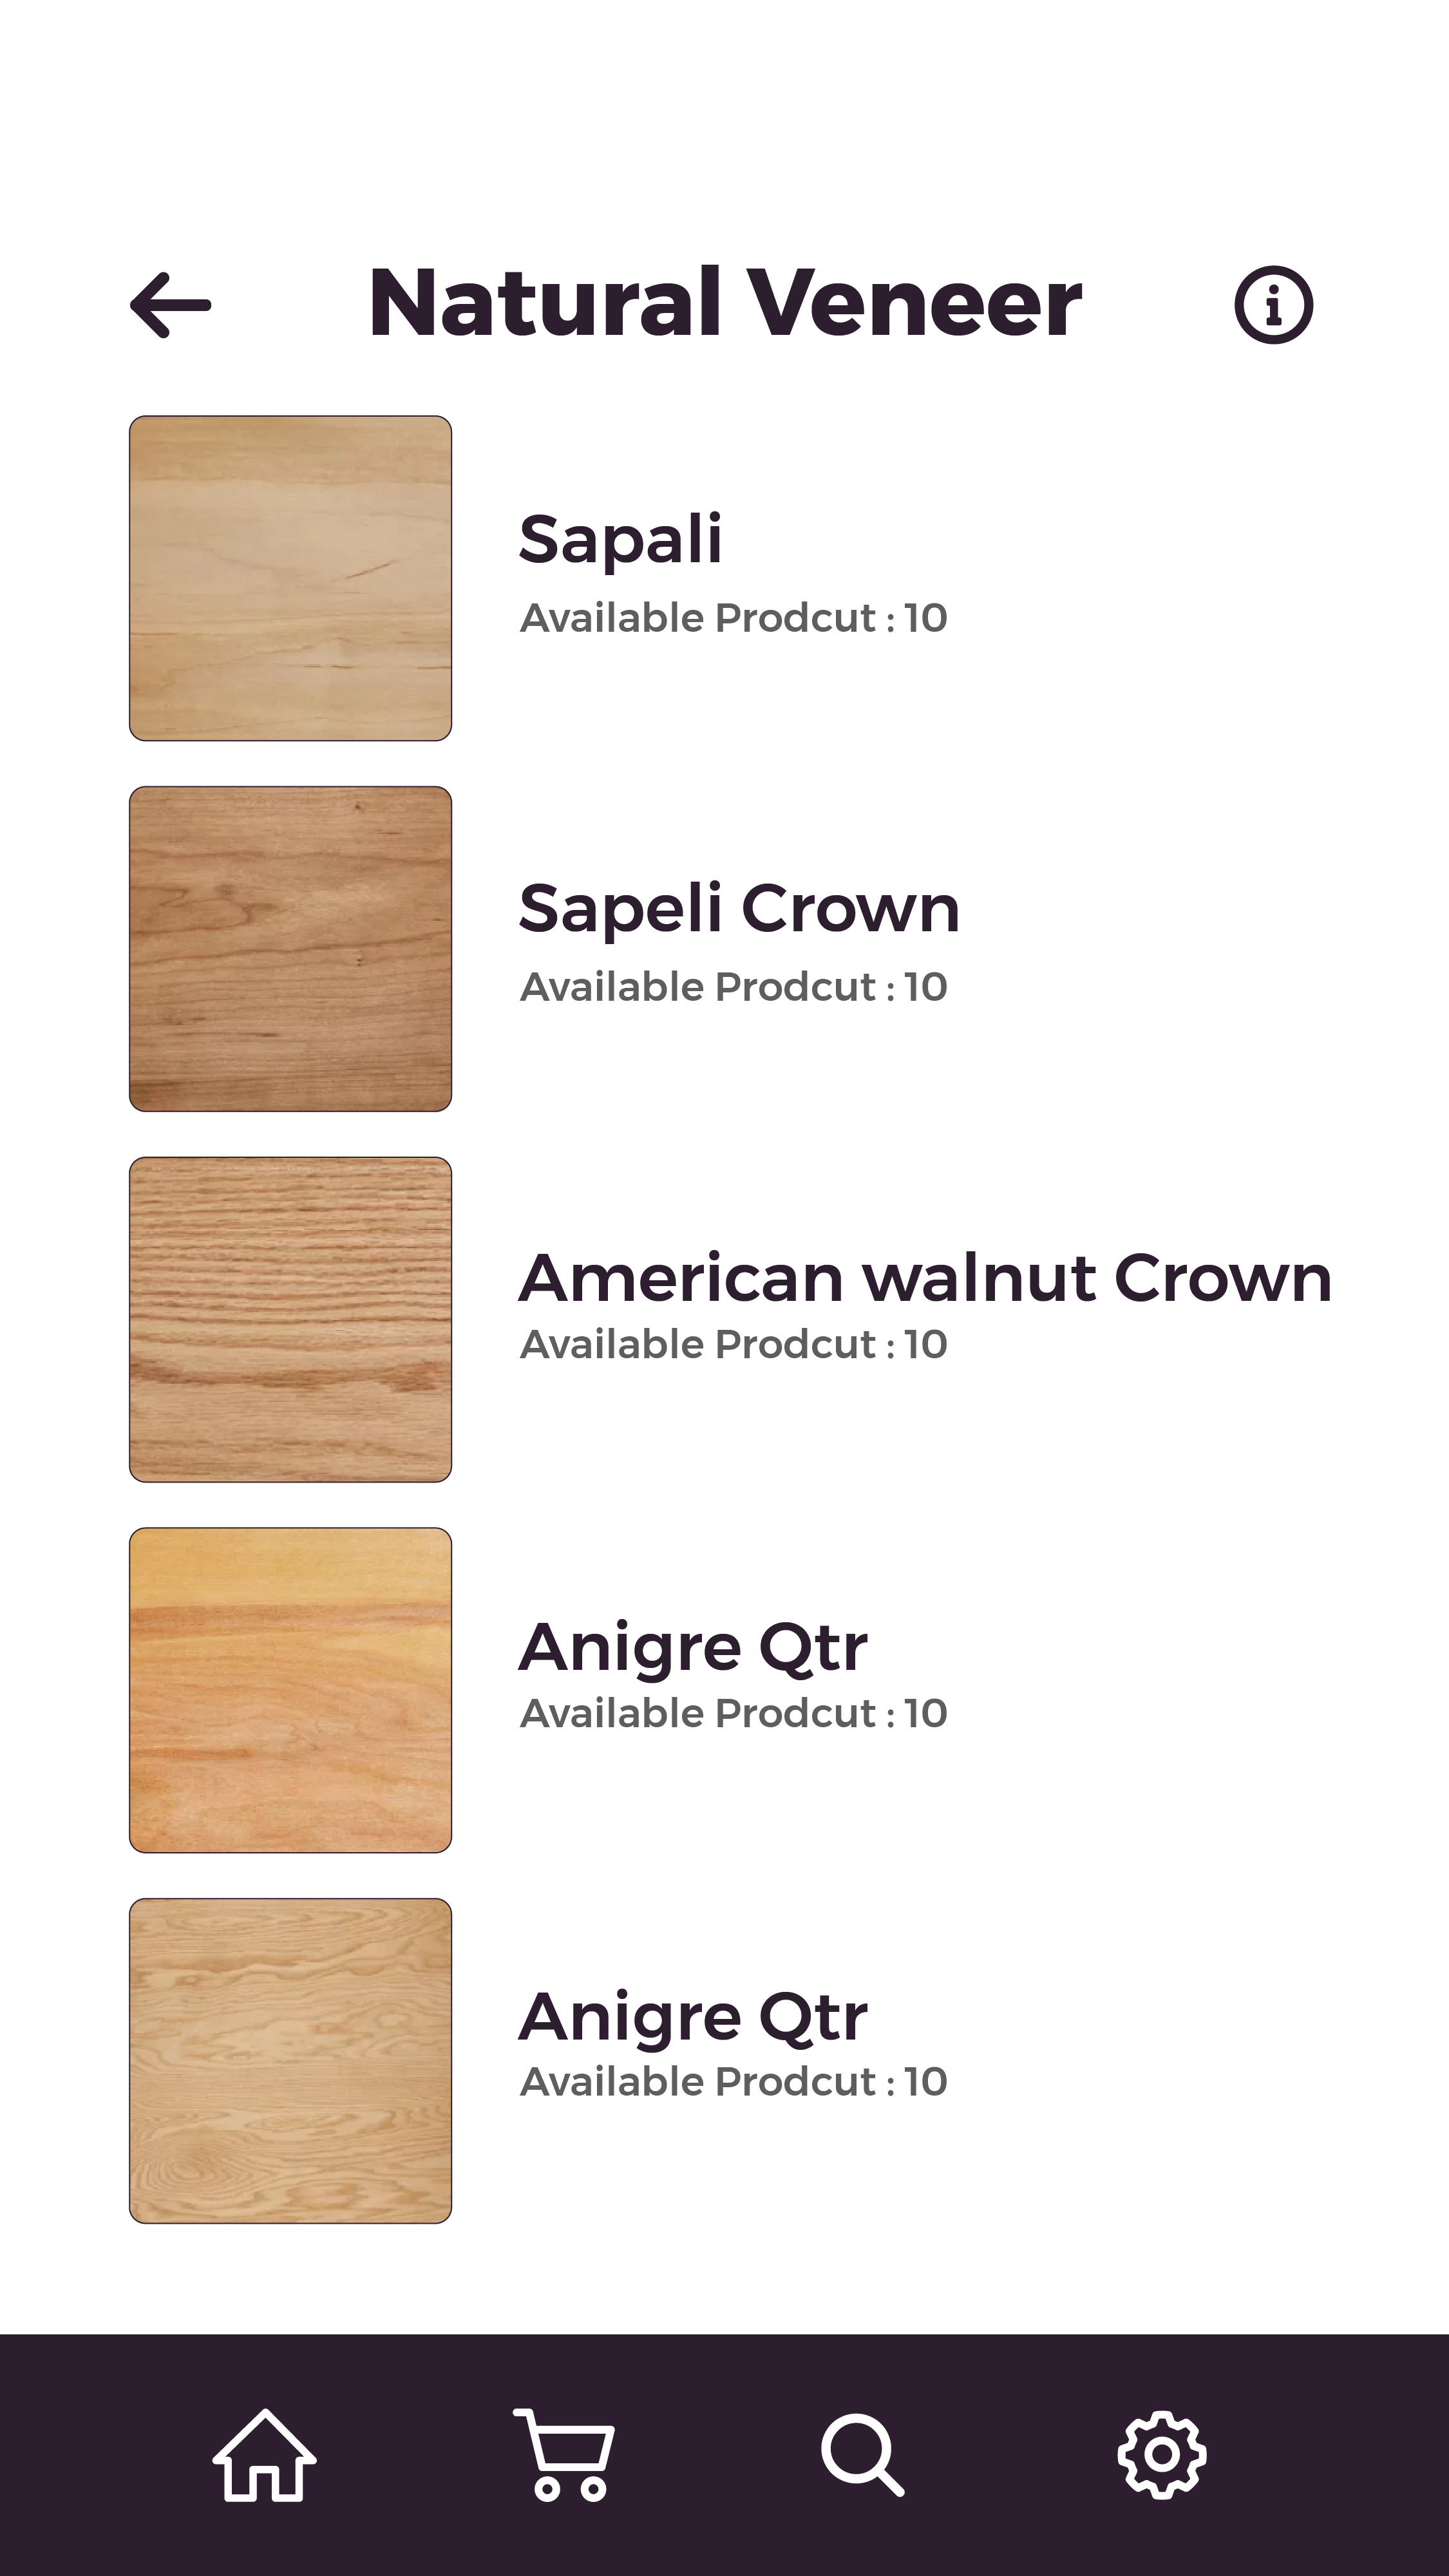 Natural Veneer
Sapali
Available Prodcut : 10
Sapeli Crown
Available Prodcut : 10
American walnut Crown
Available Prodcut : 10
Anigre Qtr
Available Prodcut : 10
Anigre Qtr
Available Prodcut : 10